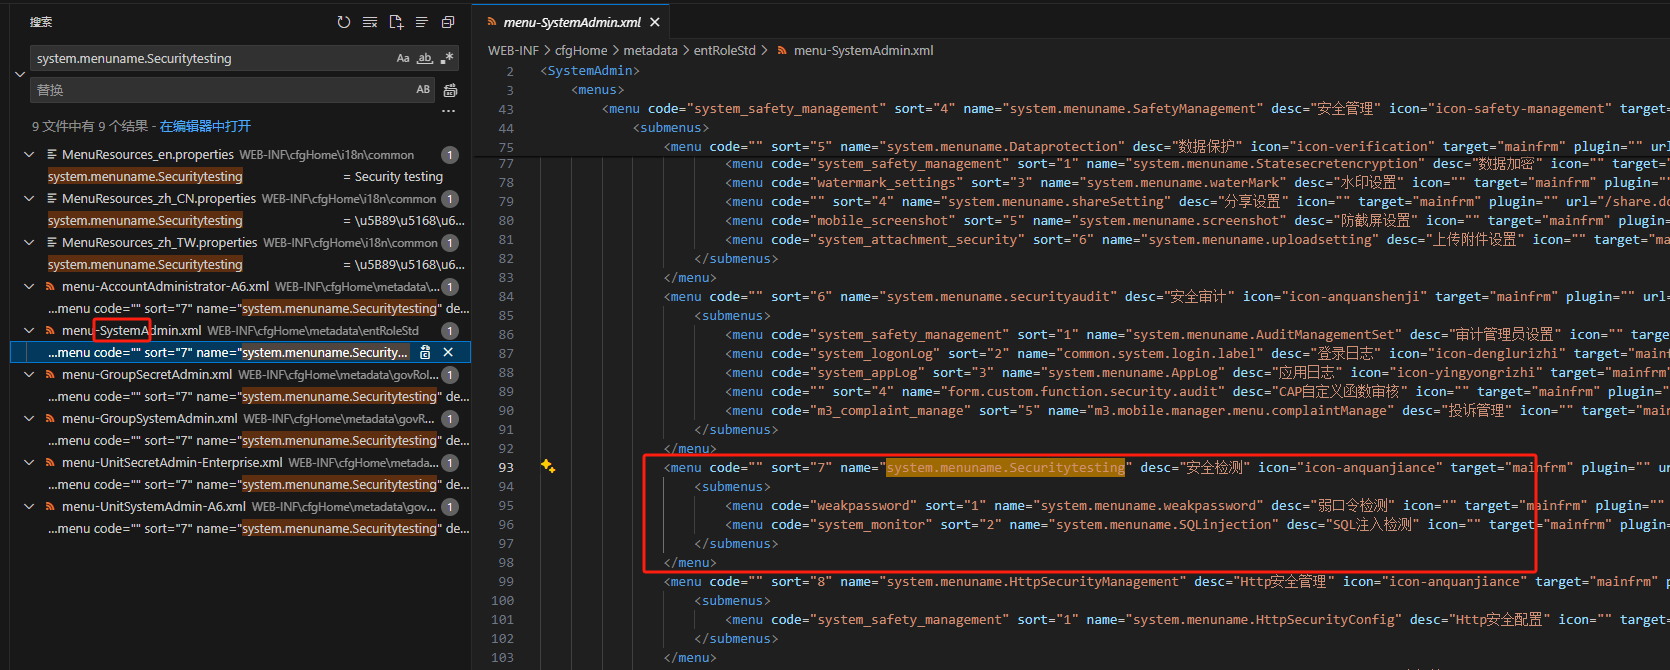 搜索
system.menuname.Securitytesting
Aa ab .*
替换
AB
9 文件中有 9 个结果 - 在编辑器中打开
MenuResources_en.properties WEB-INF\cfgHome\i18n\common 1
system.menuname.Securitytesting = Security testing
MenuResources_zh_CN.properties WEB-INF\cfgHome\i18n\common 1
system.menuname.Securitytesting = \u5B89\u5168\u6...
MenuResources_zh_TW.properties WEB-INF\cfgHome\i18n\common 1
system.menuname.Securitytesting = \u5B89\u5168\u6...
menu-AccountAdministrator-A6.xml WEB-INF\cfgHome\metadata\... 1
...menu code="" sort="7" name="system.menuname.Securitytesting" de...
menu-SystemAdmin.xml WEB-INF\cfgHome\metadata\entRoleStd 1
...menu code="" sort="7" name="system.menuname.Security...
menu-GroupSecretAdmin.xml WEB-INF\cfgHome\metadata\govRol... 1
...menu code="" sort="7" name="system.menuname.Securitytesting" de...
menu-GroupSystemAdmin.xml WEB-INF\cfgHome\metadata\govR... 1
...menu code="" sort="7" name="system.menuname.Securitytesting" de...
menu-UnitSecretAdmin-Enterprise.xml WEB-INF\cfgHome\metada... 1
...menu code="" sort="7" name="system.menuname.Securitytesting" de...
menu-UnitSystemAdmin-A6.xml WEB-INF\cfgHome\metadata\gov... 1
...menu code="" sort="7" name="system.menuname.Securitytesting" de...
menu-SystemAdmin.xml
WEB-INF > cfgHome > metadata > entRoleStd > menu-SystemAdmin.xml
2 <SystemAdmin>
3 <menus>
43 <menu code="system_safety_management" sort="4" name="system.menuname.SafetyManagement" desc="安全管理" icon="icon-safety-management" target=
44 <submenus>
75 <menu code="" sort="5" name="system.menuname.Dataprotection" desc="数据保护" icon="icon-verification" target="mainfrm" plugin="" url
77 <menu code="system_safety_management" sort="1" name="system.menuname.Statesecretencryption" desc="数据加密" icon="" target=
78 <menu code="watermark_settings" sort="3" name="system.menuname.waterMark" desc="水印设置" icon="" target="mainfrm" plugin=""
79 <menu code="" sort="4" name="system.menuname.shareSetting" desc="分享设置" icon="" target="mainfrm" plugin="" url="/share.do
80 <menu code="mobile_screenshot" sort="5" name="system.menuname.screenshot" desc="防截屏设置" icon="" target="mainfrm" plugin=
81 <menu code="system_attachment_security" sort="6" name="system.menuname.uploadsetting" desc="上传附件设置" icon="" target="ma
82 </submenus>
83 </menu>
84 <menu code="" sort="6" name="system.menuname.securityaudit" desc="安全审计" icon="icon-anquanshenji" target="mainfrm" plugin="" url=
85 <submenus>
86 <menu code="system_safety_management" sort="1" name="system.menuname.AuditManagementSet" desc="审计管理员设置" icon="" target=
87 <menu code="system_logonLog" sort="2" name="common.system.login.label" desc="登录日志" icon="icon-denglurizhi" target="mainf
88 <menu code="system_appLog" sort="3" name="system.menuname.AppLog" desc="应用日志" icon="icon-yingyongrizhi" target="mainfrm"
89 <menu code="" sort="4" name="form.custom.function.security.audit" desc="CAP自定义函数审核" icon="" target="mainfrm" plugin=
90 <menu code="m3_complaint_manage" sort="5" name="m3.mobile.manager.menu.complaintManage" desc="投诉管理" icon="" target="main
91 </submenus>
92 </menu>
93 <menu code="" sort="7" name="system.menuname.Securitytesting" desc="安全检测" icon="icon-anquanjiance" target="mainfrm" plugin="" ur
94 <submenus>
95 <menu code="weakpassword" sort="1" name="system.menuname.weakpassword" desc="弱口令检测" icon="" target="mainfrm" plugin=""
96 <menu code="system_monitor" sort="2" name="system.menuname.SQLinjection" desc="SQL注入检测" icon="" target="mainfrm" plugin=
97 </submenus>
98 </menu>
99 <menu code="" sort="8" name="system.menuname.HttpSecurityManagement" desc="Http安全管理" icon="icon-anquanjiance" target="mainfrm" p
100 <submenus>
101 <menu code="system_safety_management" sort="1" name="system.menuname.HttpSecurityConfig" desc="Http安全配置" icon="" target=
102 </submenus>
103 </menu>